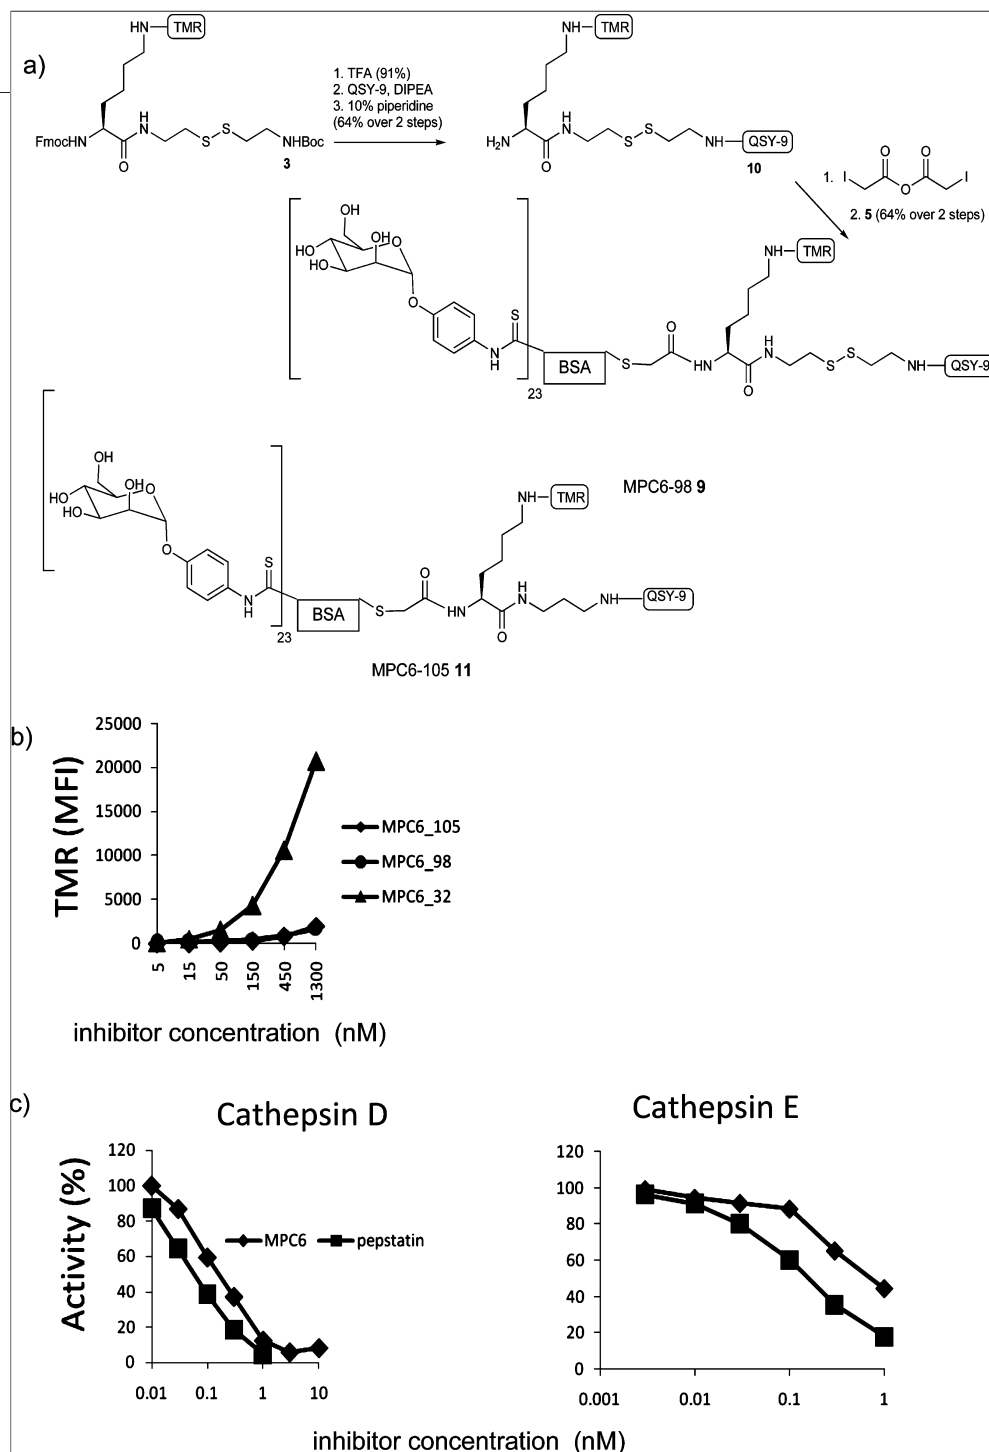 a)
HN
TMR
FmocHN
O
H
N
S
S
NHBoc
3
1. TFA (91%)
2. QSY-9, DIPEA
3. 10% piperidine
(64% over 2 steps)
NH
TMR
H2N
O
H
N
S
S
NH
QSY-9
10
1.
I
O
O
O
I
2. 5 (64% over 2 steps)
OH
HO
HO
OH
O
O
N
H
S
23
BSA
S
O
HN
NH
TMR
O
H
N
S
S
NH
QSY-9
MPC6-98 9
OH
HO
HO
OH
O
O
N
H
S
23
BSA
S
O
HN
NH
TMR
O
H
N
NH
QSY-9
MPC6-105 11
b)
TMR (MFI)
25000
20000
15000
10000
5000
0
5
15
50
150
450
1300
MPC6_105
MPC6_98
MPC6_32
inhibitor concentration (nM)
c)
Cathepsin D
Cathepsin E
Activity (%)
120
100
80
60
40
20
0
0.01
0.1
1
10
MPC6
pepstatin
120
100
80
60
40
20
0
0.001
0.01
0.1
1
inhibitor concentration (nM)